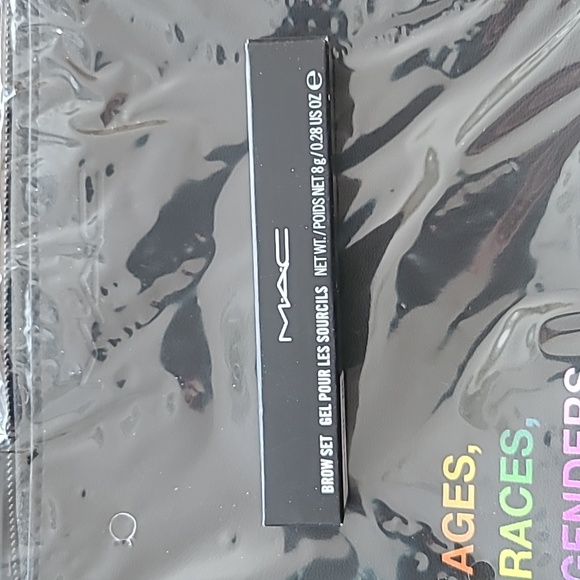 MAC
BROW SET GEL POUR LES SOURCILS NET WT./POIDS NET 8 g/0.28 US OZ ℮
AGES,
RACES,
GENDERS